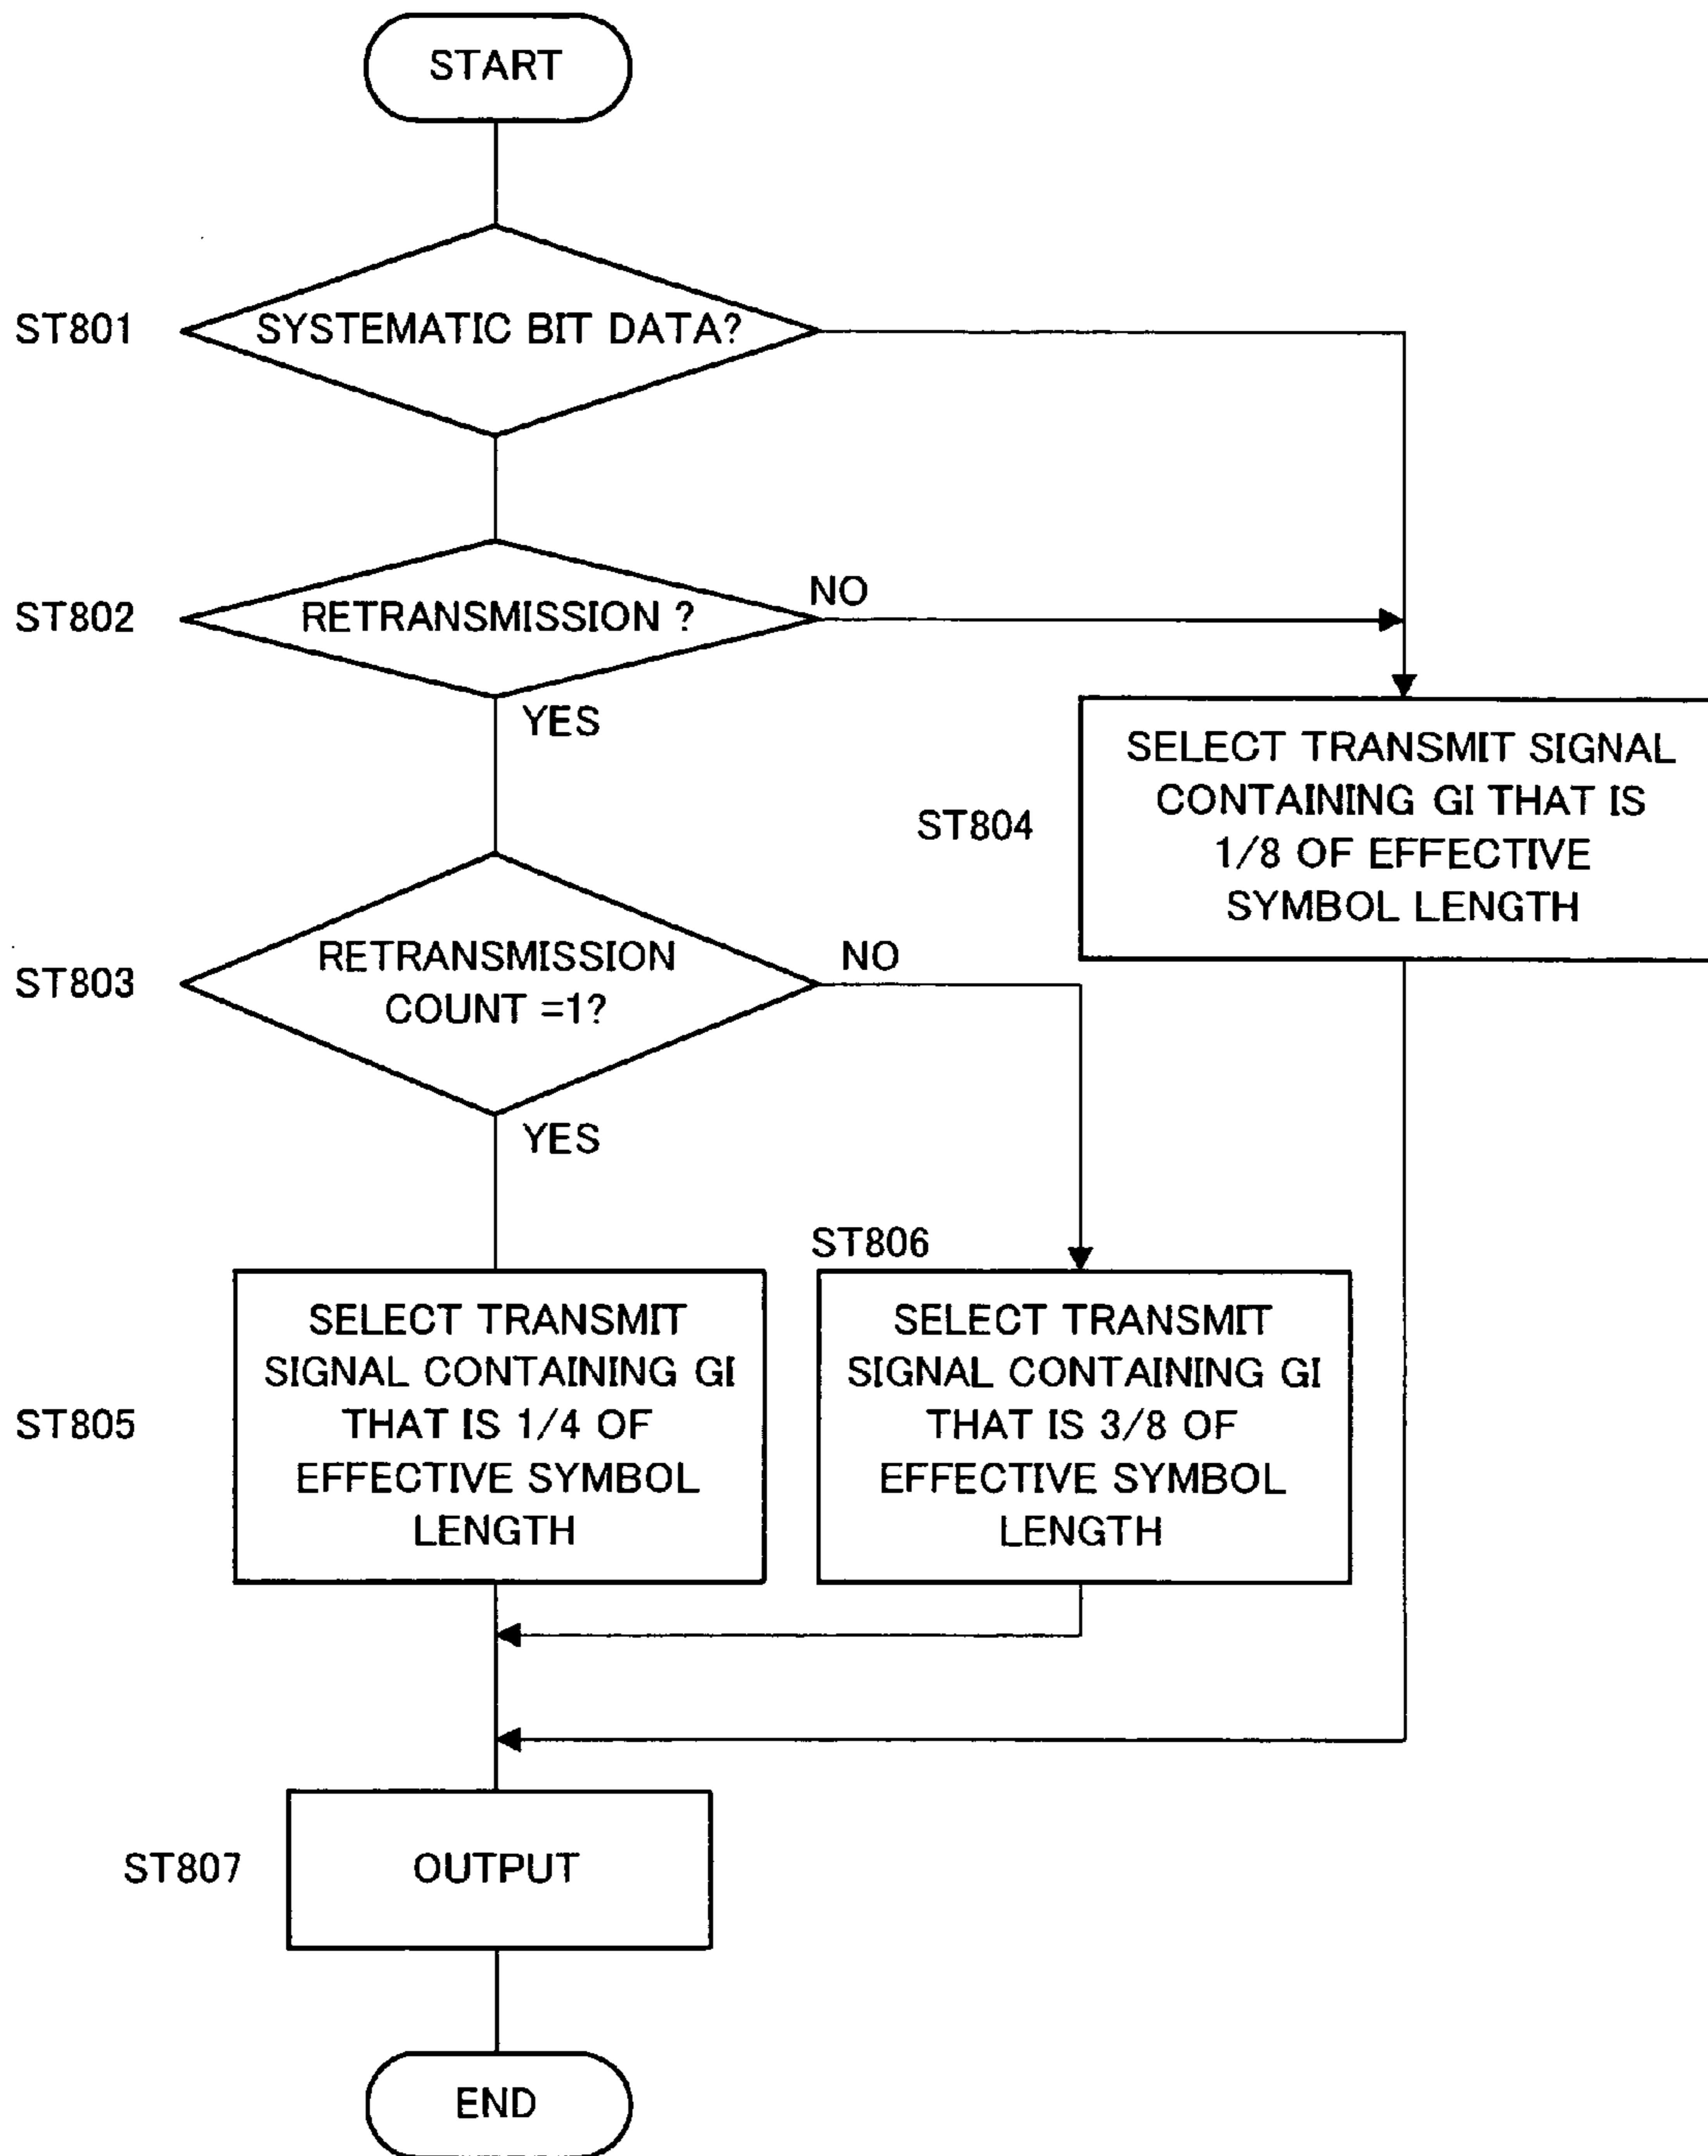 START
ST801
SYSTEMATIC BIT DATA?
ST802
RETRANSMISSION ?
NO
YES
ST804
SELECT TRANSMIT SIGNAL
CONTAINING GI THAT IS
1/8 OF EFFECTIVE
SYMBOL LENGTH
ST803
RETRANSMISSION
COUNT =1?
NO
YES
ST805
SELECT TRANSMIT
SIGNAL CONTAINING GI
THAT IS 1/4 OF
EFFECTIVE SYMBOL
LENGTH
ST806
SELECT TRANSMIT
SIGNAL CONTAINING GI
THAT IS 3/8 OF
EFFECTIVE SYMBOL
LENGTH
ST807
OUTPUT
END